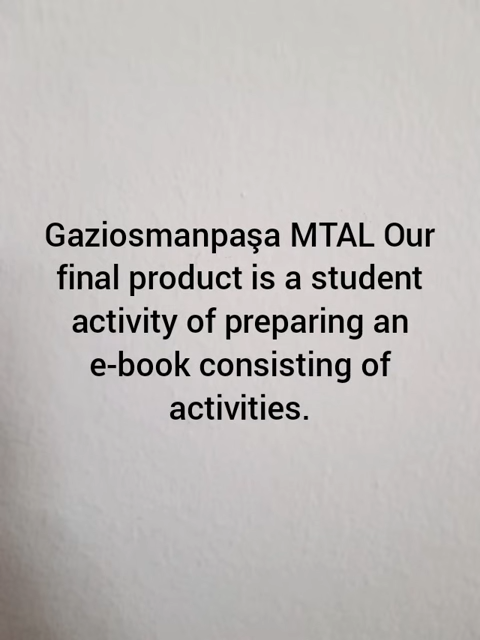 Gaziosmanpaşa MTAL Our
final product is a student
activity of preparing an
e-book consisting of
activities.